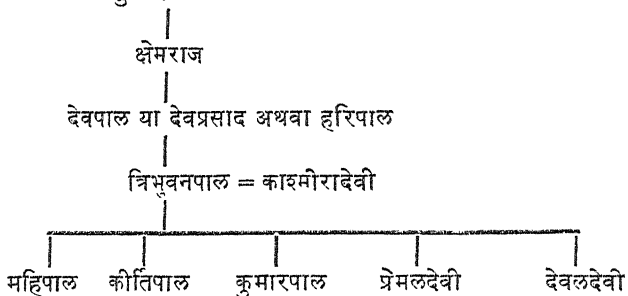 क्षेमराज
देवपाल या देवप्रसाद अथवा हरिपाल
त्रिभुवनपाल = काश्मीरादेवी
महिपाल कीर्तिपाल कुमारपाल प्रेमलदेवी देवलदेवी